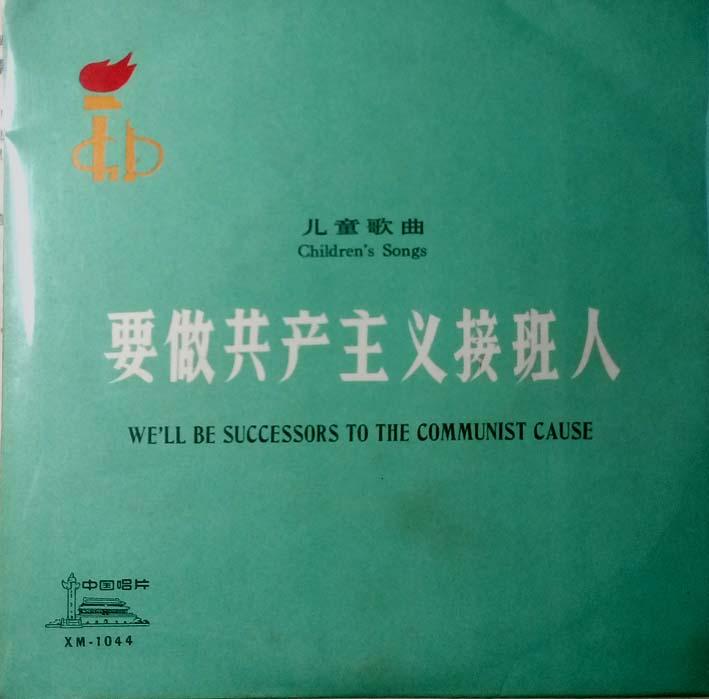 儿童歌曲
Children's Songs
要做共产主义接班人
WE'LL BE SUCCESSORS TO THE COMMUNIST CAUSE
中国唱片
XM-1044